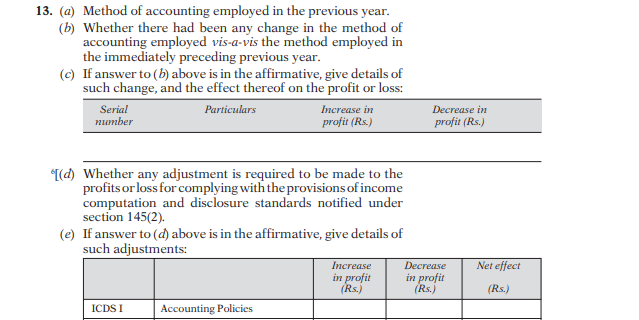 13. (a) Method of accounting employed in the previous year.
(b) Whether there had been any change in the method of
accounting employed vis-a-vis the method employed in
the immediately preceding previous year.
(c) If answer to (b) above is in the affirmative, give details of
such change, and the effect thereof on the profit or loss:
Serial Particulars Increase in Decrease in
number profit (Rs.) profit (Rs.)
6[(d) Whether any adjustment is required to be made to the
profits or loss for complying with the provisions of income
computation and disclosure standards notified under
section 145(2).
(e) If answer to (d) above is in the affirmative, give details of
such adjustments:
Increase Decrease Net effect
in profit in profit
(Rs.) (Rs.) (Rs.)
ICDS I Accounting Policies